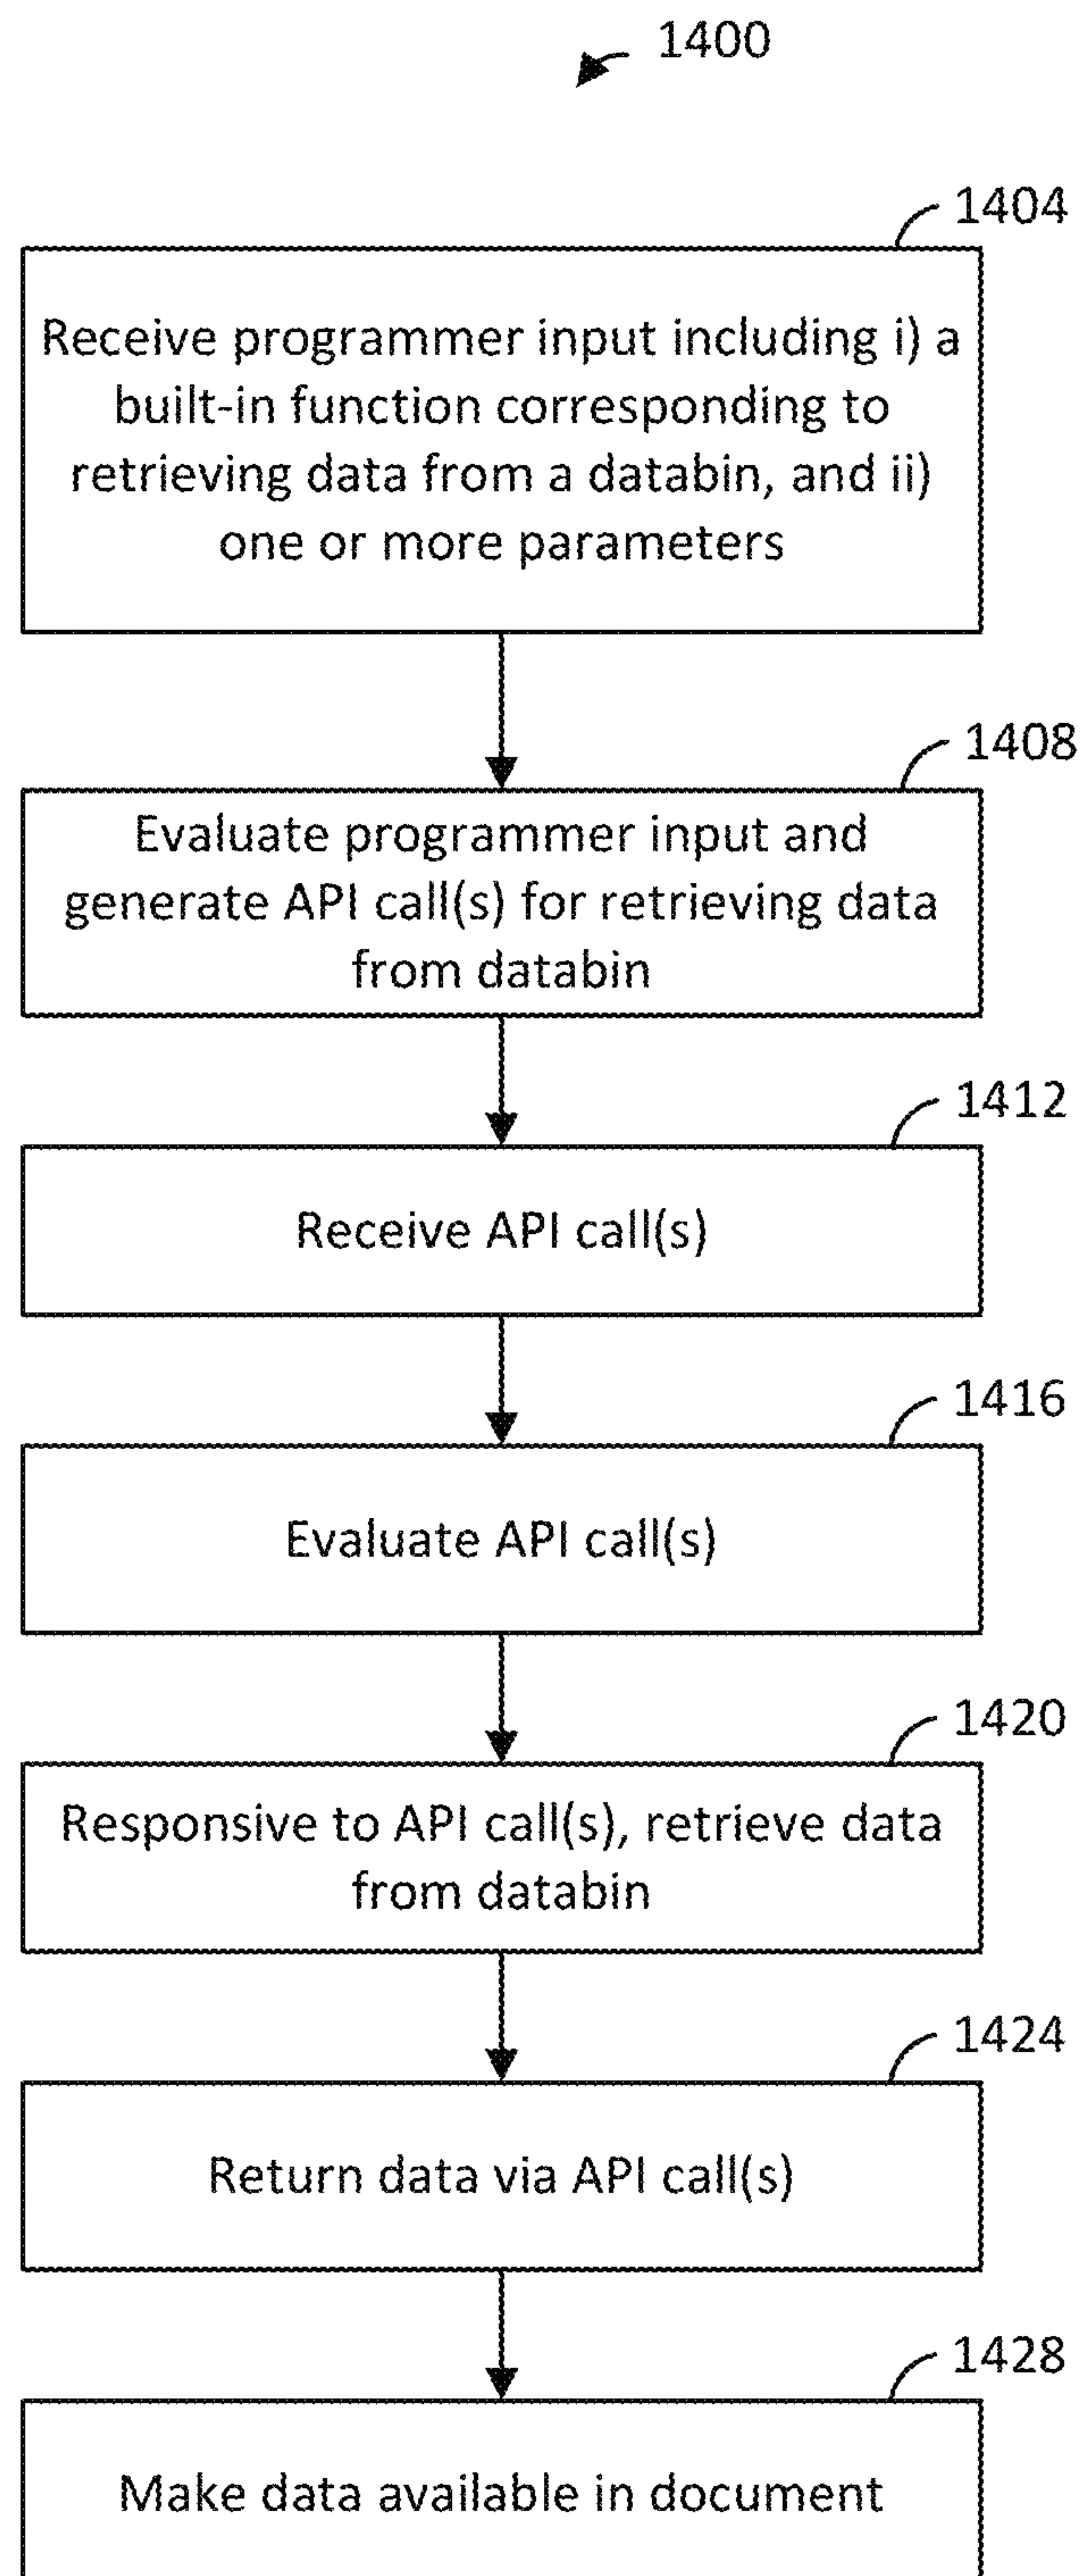 1400
1404
Receive programmer input including i) a
built-in function corresponding to
retrieving data from a databin, and ii)
one or more parameters
1408
Evaluate programmer input and
generate API call(s) for retrieving data
from databin
1412
Receive API call(s)
1416
Evaluate API call(s)
1420
Responsive to API call(s), retrieve data
from databin
1424
Return data via API call(s)
1428
Make data available in document